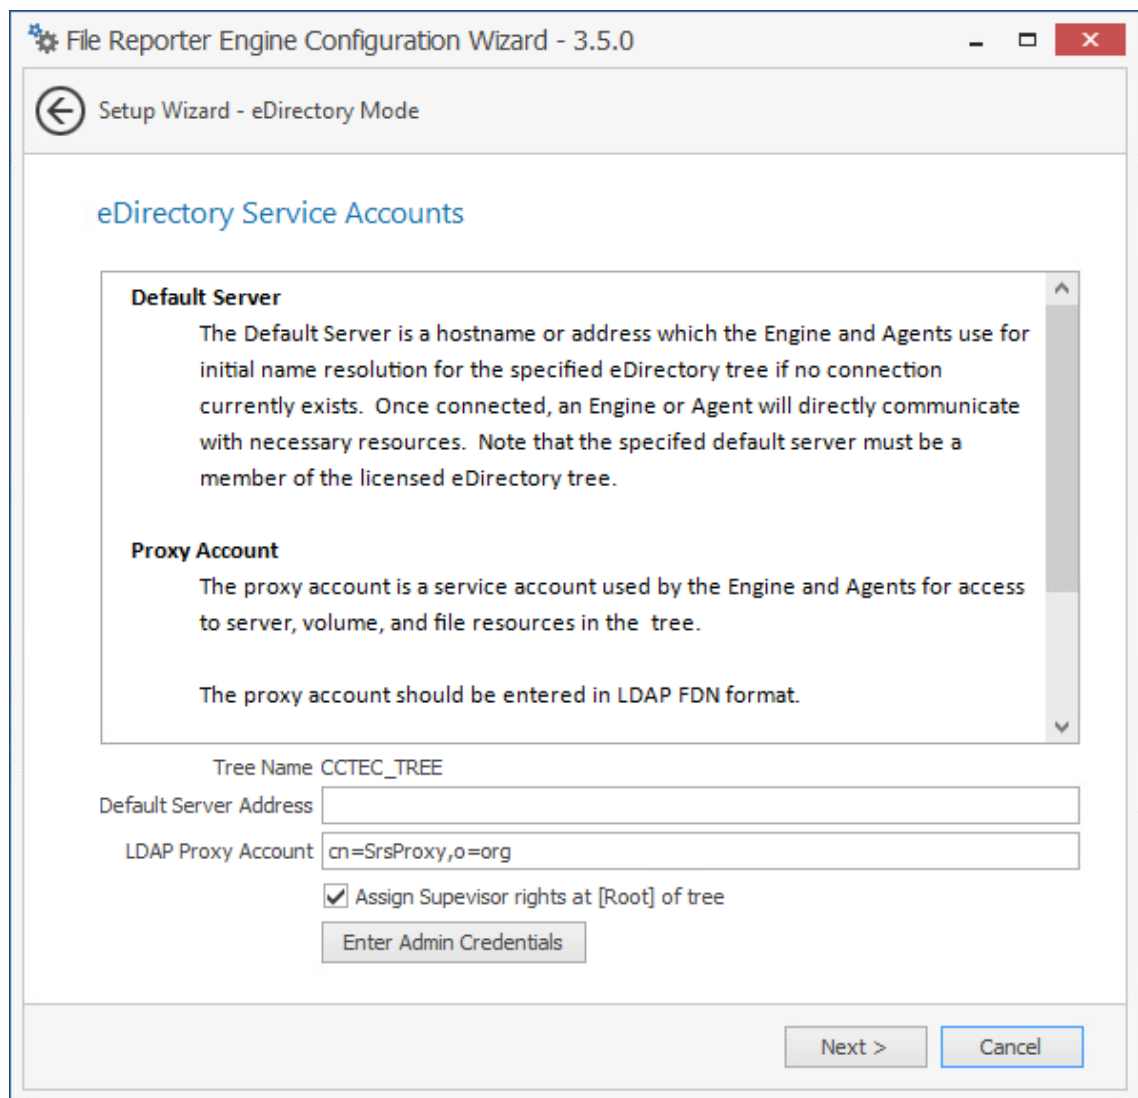 File Reporter Engine Configuration Wizard - 3.5.0
Setup Wizard - eDirectory Mode
eDirectory Service Accounts
Default Server
The Default Server is a hostname or address which the Engine and Agents use for
initial name resolution for the specified eDirectory tree if no connection
currently exists.  Once connected, an Engine or Agent will directly communicate
with necessary resources.  Note that the specifed default server must be a
member of the licensed eDirectory tree.
Proxy Account
The proxy account is a service account used by the Engine and Agents for access
to server, volume, and file resources in the  tree.
The proxy account should be entered in LDAP FDN format.
Tree Name CCTEC_TREE
Default Server Address
LDAP Proxy Account cn=SrsProxy,o=org
Assign Supevisor rights at [Root] of tree
Enter Admin Credentials
Next > Cancel